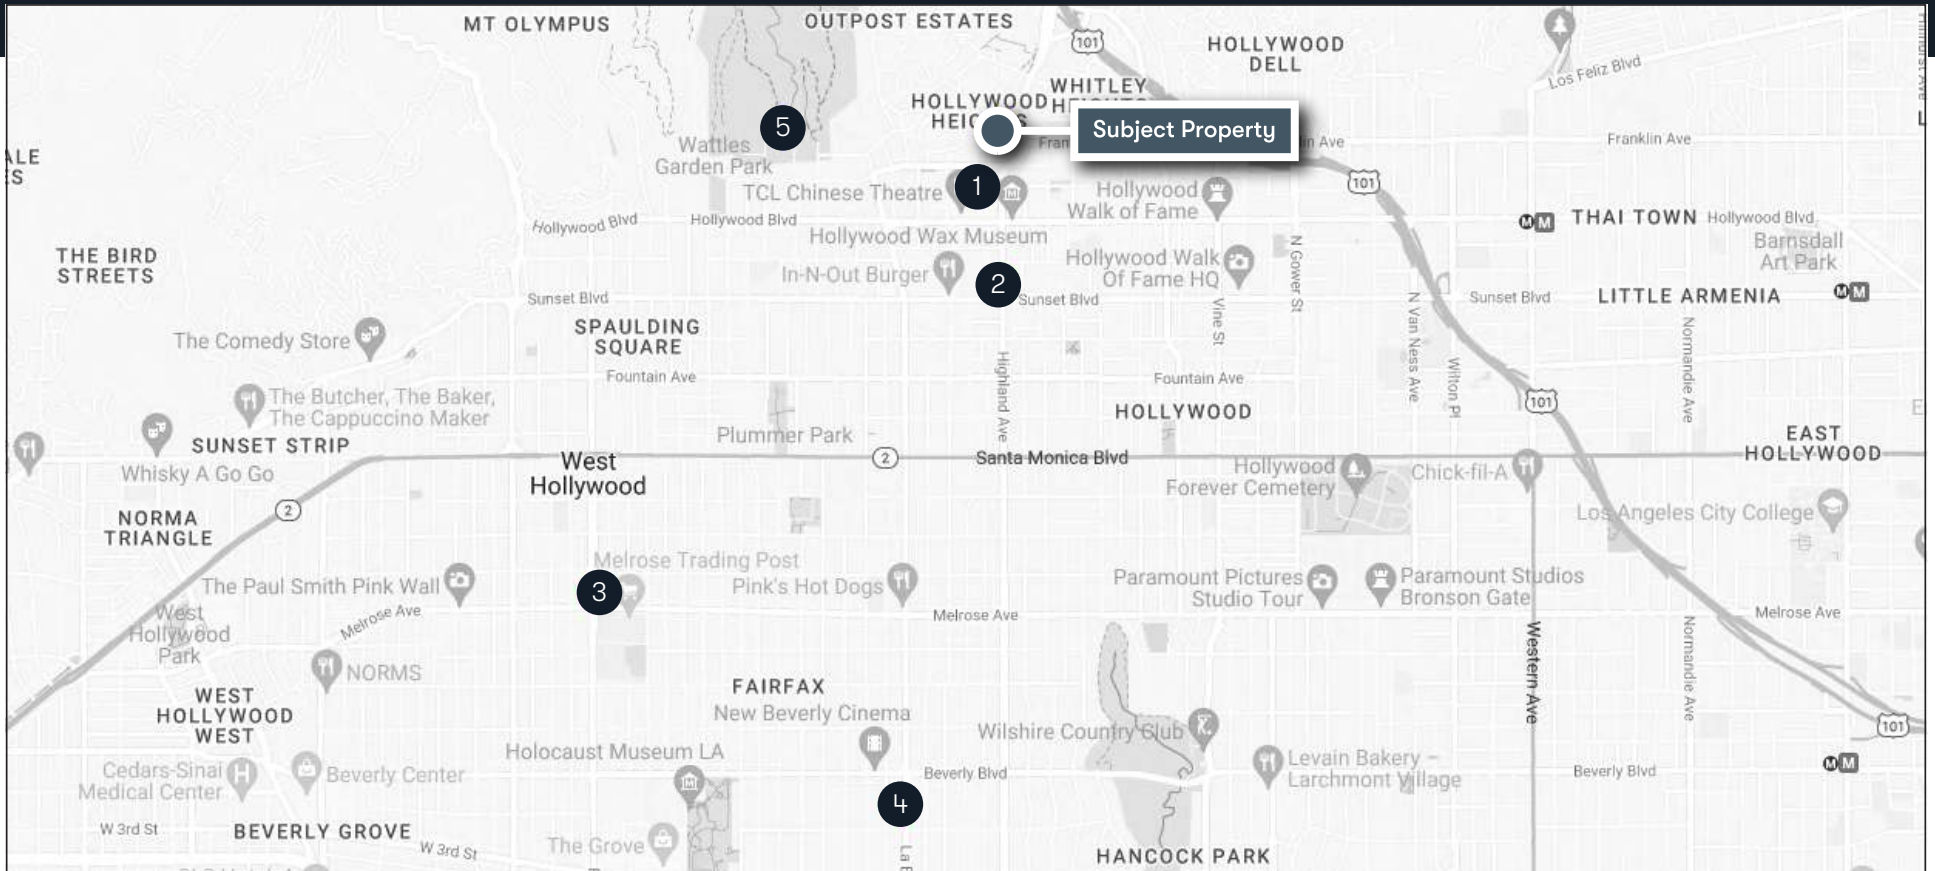 MT OLYMPUS
OUTPOST ESTATES
101
HOLLYWOOD
DELL
Los Feliz Blvd
WHITLEY
HOLLYWOOD
5
Subject Property
Wattles
Garden Park
Franklin Ave
101
TCL Chinese Theatre
1
Hollywood
Walk of Fame
Hollywood Blvd
Hollywood Blvd
THAI TOWN
Hollywood Blvd
M M
Hollywood Wax Museum
Barnsdall
Art Park
THE BIRD
STREETS
In-N-Out Burger
2
Hollywood Walk
Of Fame HQ
N Gower St
Sunset Blvd
Sunset Blvd
Sunset Blvd
LITTLE ARMENIA
M M
Vine St
N Van Ness Ave
Normandie Ave
The Comedy Store
SPAULDING
SQUARE
Highland Ave
Wilton Pl
Fountain Ave
Fountain Ave
The Butcher, The Baker,
The Cappuccino Maker
101
HOLLYWOOD
SUNSET STRIP
Plummer Park
EAST
HOLLYWOOD
Whisky A Go Go
West
Hollywood
2
Santa Monica Blvd
Hollywood
Forever Cemetery
Chick-fil-A
2
NORMA
TRIANGLE
Los Angeles City College
Melrose Trading Post
3
The Paul Smith Pink Wall
Pink's Hot Dogs
Paramount Pictures
Studio Tour
Paramount Studios
Bronson Gate
West
Hollywood
Park
Melrose Ave
Melrose Ave
Melrose Ave
Western Ave
Normandie Ave
NORMS
WEST
HOLLYWOOD
WEST
FAIRFAX
New Beverly Cinema
Wilshire Country Club
101
Holocaust Museum LA
Cedars-Sinai
Medical Center
H
Beverly Center
Beverly Blvd
Levain Bakery –
Larchmont Village
Beverly Blvd
M M
4
W 3rd St
BEVERLY GROVE
W 3rd St
The Grove
HANCOCK PARK